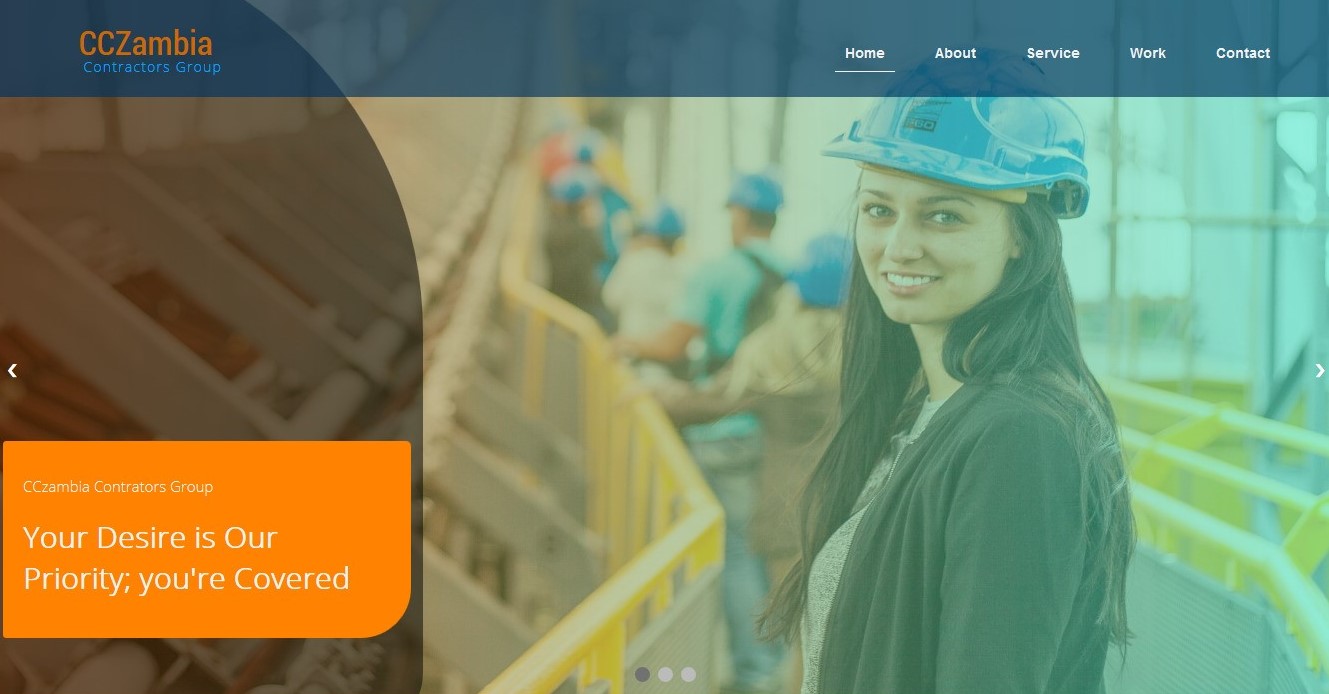 CCZambia
Contractors Group
Home About Service Work Contact
CCzambia Contrators Group
Your Desire is Our
Priority; you're Covered